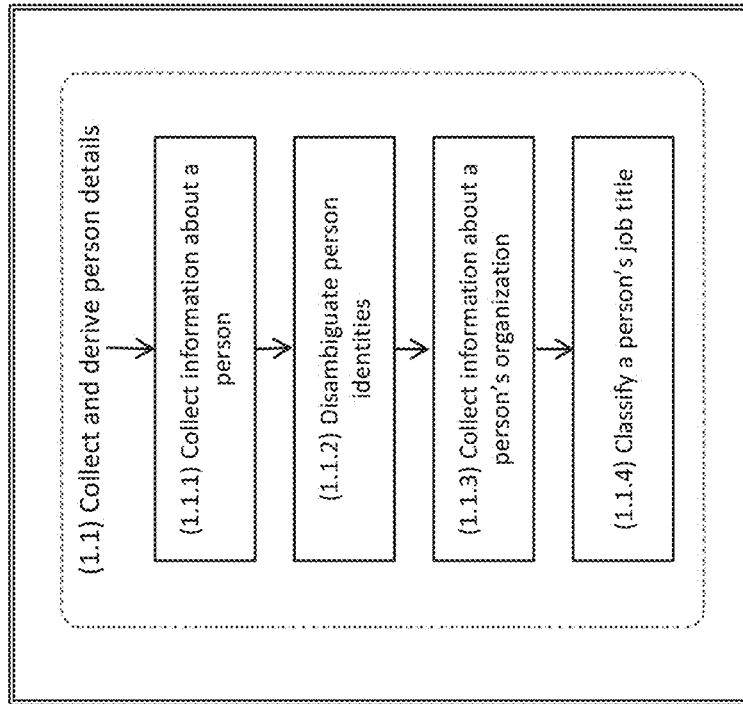 (1.1) Collect and derive person details
(1.1.1) Collect information about a
person
(1.1.2) Disambiguate person
identities
(1.1.3) Collect information about a
person's organization
(1.1.4) Classify a person's job title